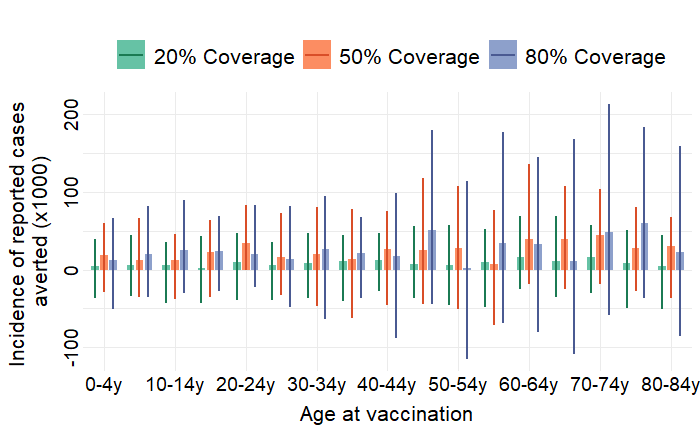 20% Coverage 50% Coverage 80% Coverage
Incidence of reported cases
averted (x1000)
200
100
0
-100
0-4y 10-14y 20-24y 30-34y 40-44y 50-54y 60-64y 70-74y 80-84y
Age at vaccination